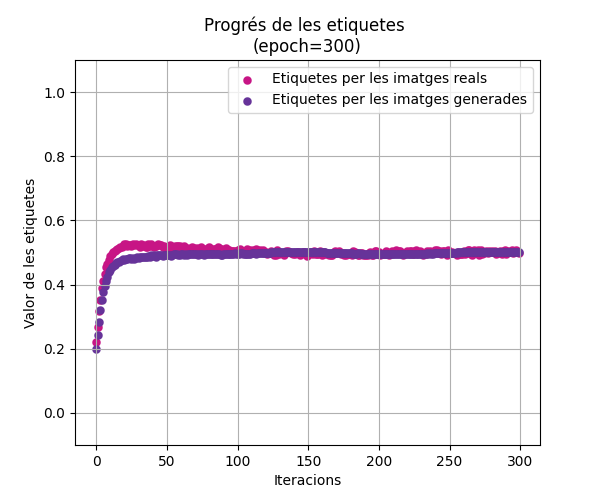 Progrés de les etiquetes
(epoch=300)
Etiquetes per les imatges reals
Etiquetes per les imatges generades
Valor de les etiquetes
1.0
0.8
0.6
0.4
0.2
0.0
0 50 100 150 200 250 300
Iteracions